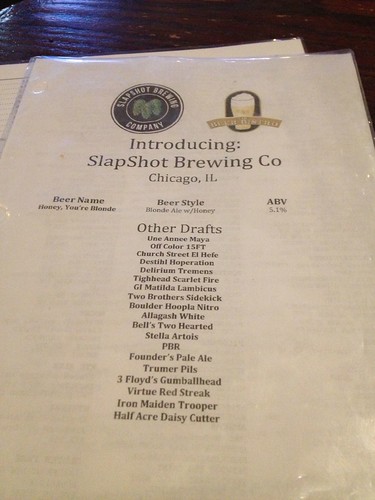 SLAPSHOT BREWING
COMPANY
Introducing:
SlapShot Brewing Co
Chicago, IL
Beer Name Beer Style ABV
Honey, You're Blonde Blonde Ale w/Honey 5.1%
Other Drafts
Une Annee Maya
Off Color 15FT
Church Street El Hefe
Destihl Hoperation
Delirium Tremens
Tighhead Scarlet Fire
GI Matilda Lambicus
Two Brothers Sidekick
Boulder Hoopla Nitro
Allagash White
Bell's Two Hearted
Stella Artois
PBR
Founder's Pale Ale
Trumer Pils
3 Floyd's Gumballhead
Virtue Red Streak
Iron Maiden Trooper
Half Acre Daisy Cutter